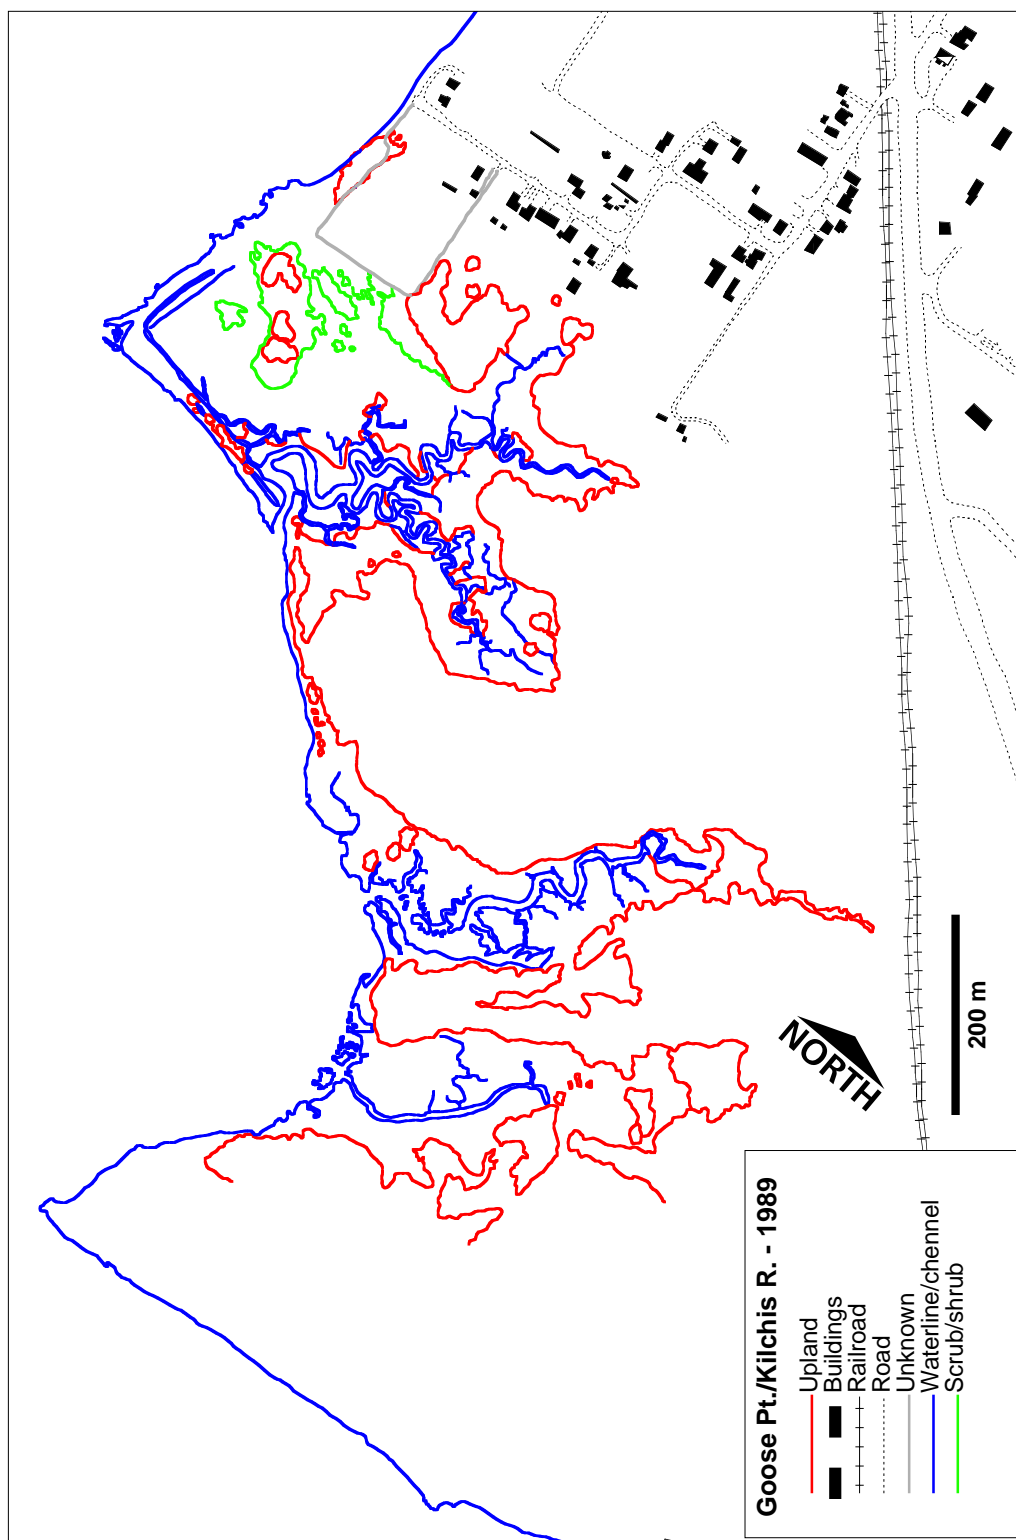 Goose Pt./Kilchis R. - 1989
Upland
Buildings
Railroad
Road
Unknown
Waterline/chennel
Scrub/shrub
NORTH
200 m